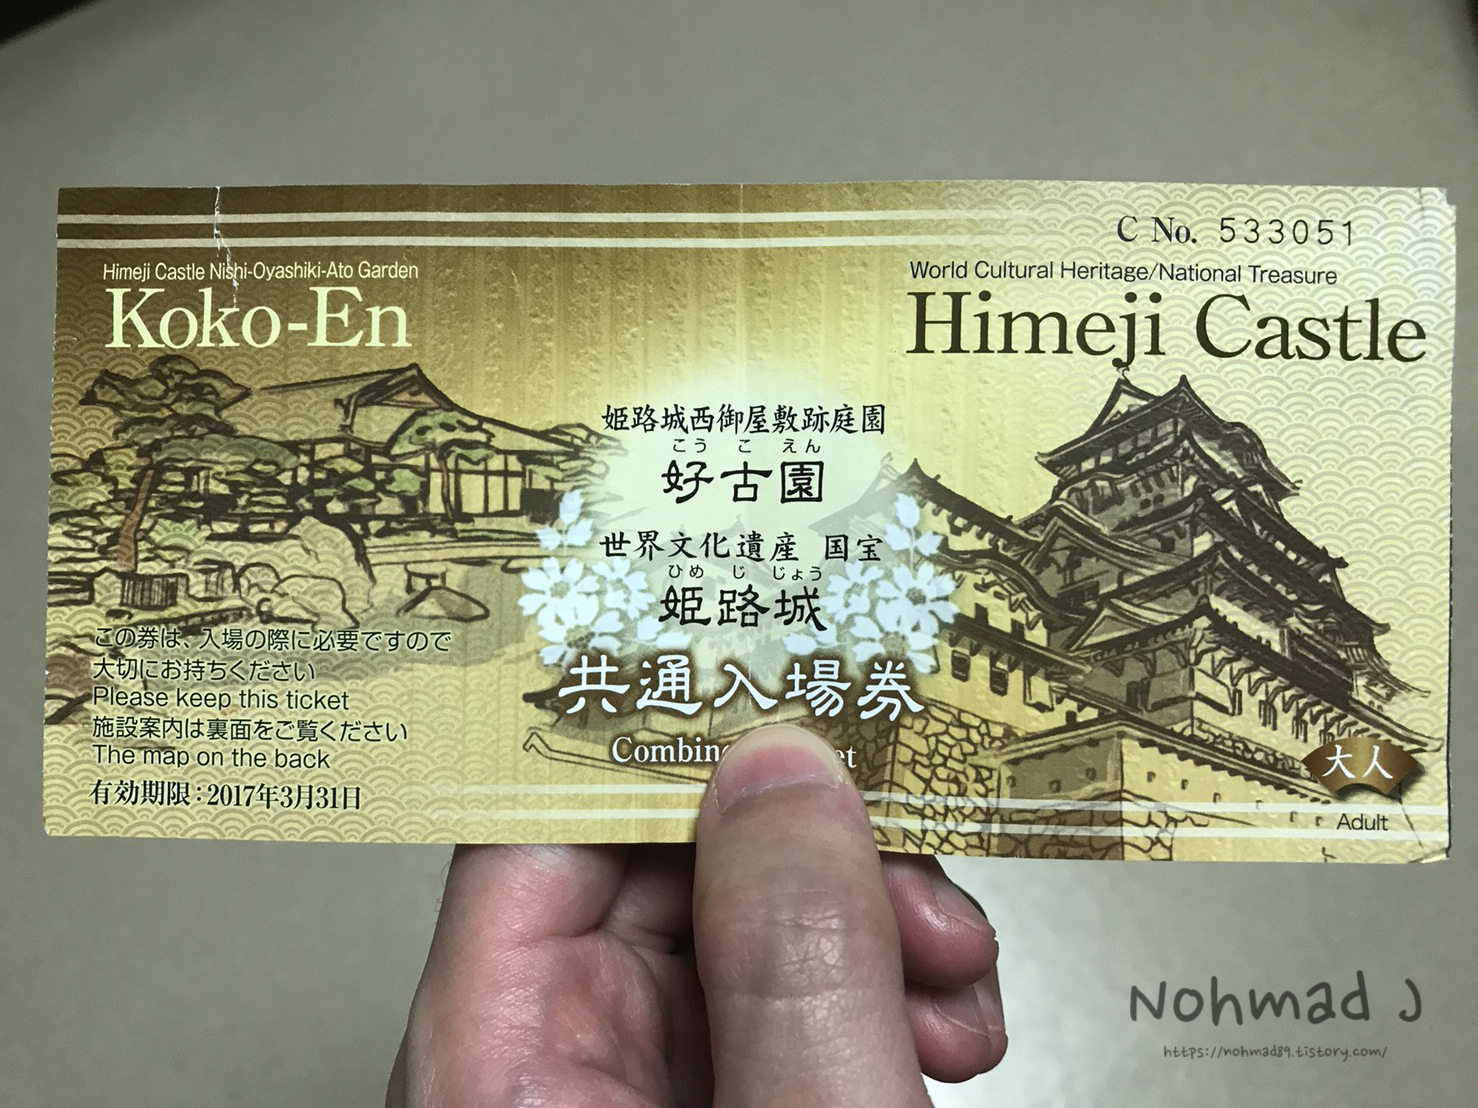 C No. 533051
Himeji Castle Nishi-Oyashiki-Ato Garden
Koko-En
World Cultural Heritage/National Treasure
Himeji Castle
姫路城西御屋敷跡庭園
こう こ えん
好古園
世界文化遺産 国宝
ひめ じ じょう
姫路城
共通入場券
この券は、入場の際に必要ですので
大切にお持ちください
Please keep this ticket
施設案内は裏面をご覧ください
The map on the back
有効期限:2017年3月31日
大人
Adult
Nohmad J
https://nohmad89.tistory.com/